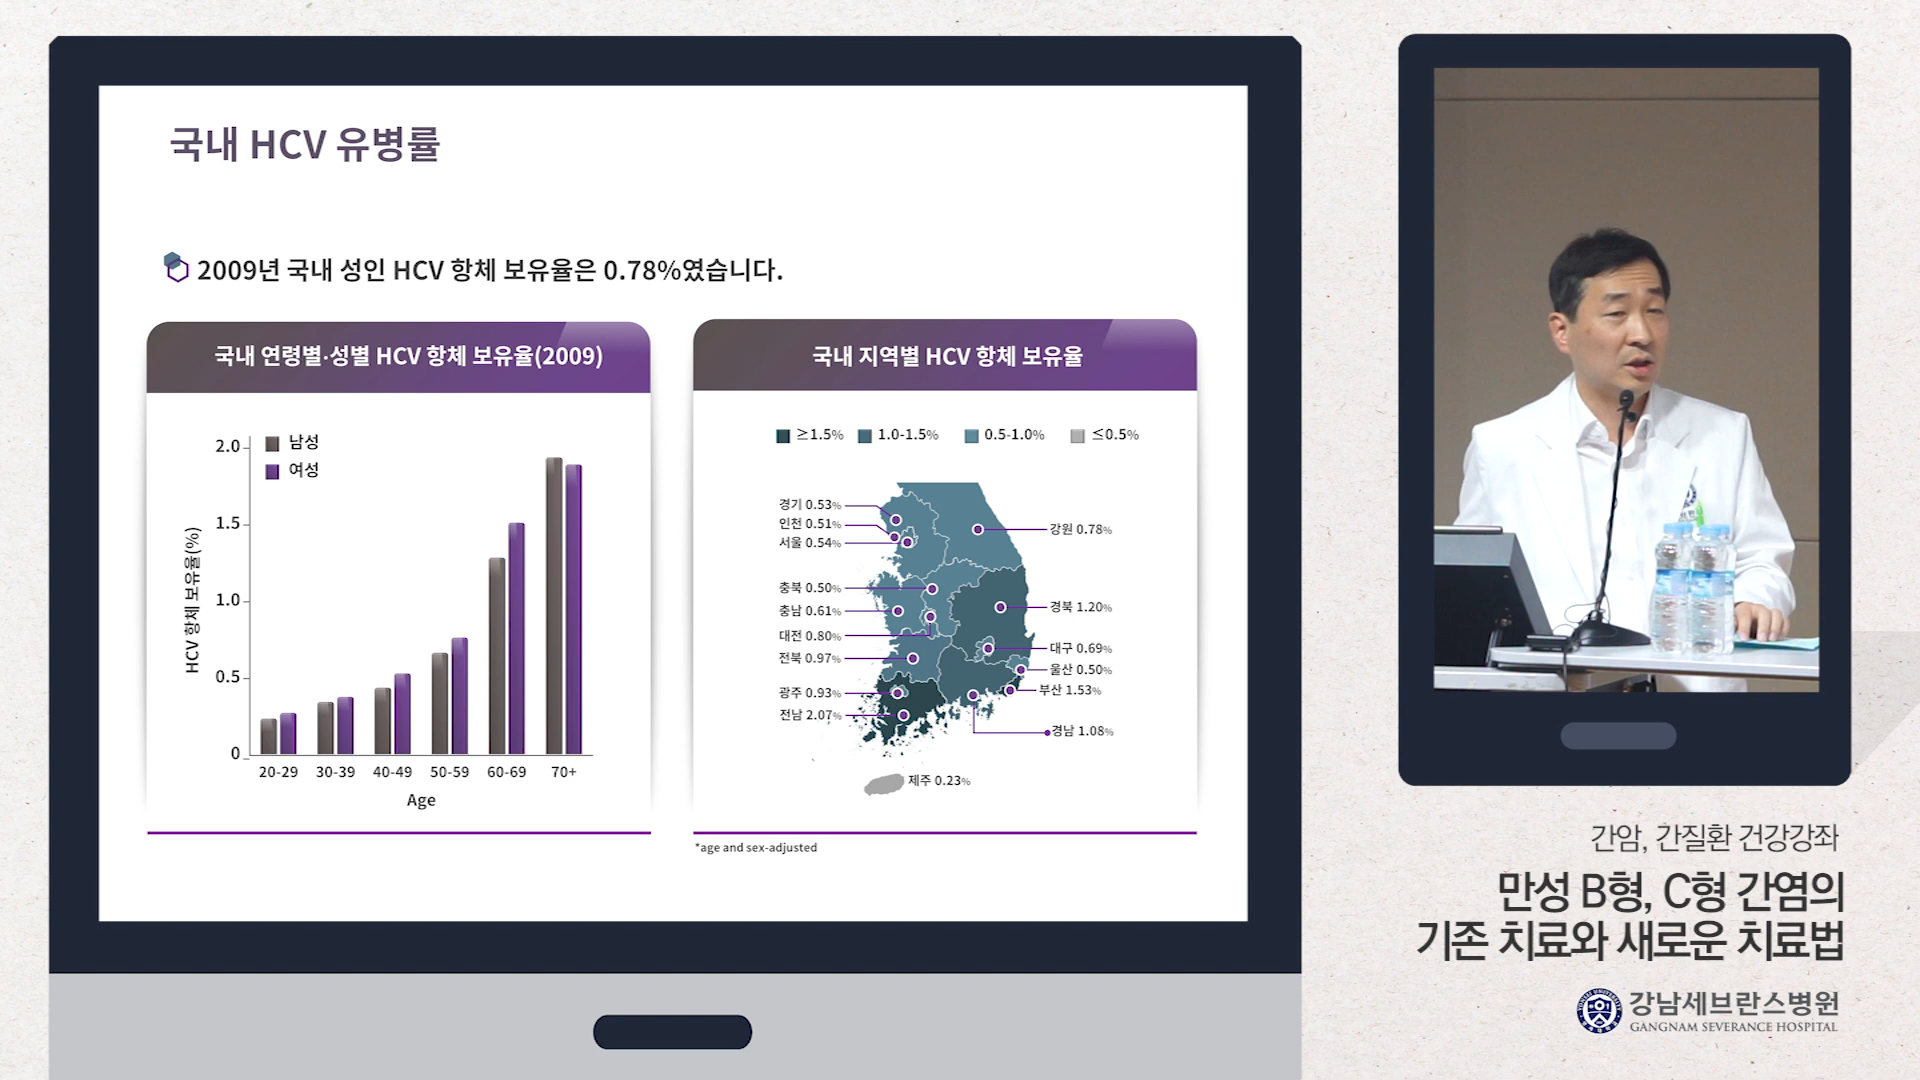 국내 HCV 유병률
2009년 국내 성인 HCV 항체 보유율은 0.78%였습니다.
국내 연령별·성별 HCV 항체 보유율(2009)
HCV 항체 보유율(%)
남성
여성
2.0
1.5
1.0
0.5
0
20-29 30-39 40-49 50-59 60-69 70+
Age
국내 지역별 HCV 항체 보유율
≥1.5% 1.0-1.5% 0.5-1.0% ≤0.5%
경기 0.53%
인천 0.51%
서울 0.54%
충북 0.50%
충남 0.61%
대전 0.80%
전북 0.97%
광주 0.93%
전남 2.07%
강원 0.78%
경북 1.20%
대구 0.69%
울산 0.50%
부산 1.53%
경남 1.08%
제주 0.23%
*age and sex-adjusted
간암, 간질환 건강강좌
만성 B형, C형 간염의
기존 치료와 새로운 치료법
강남세브란스병원
GANGNAM SEVERANCE HOSPITAL